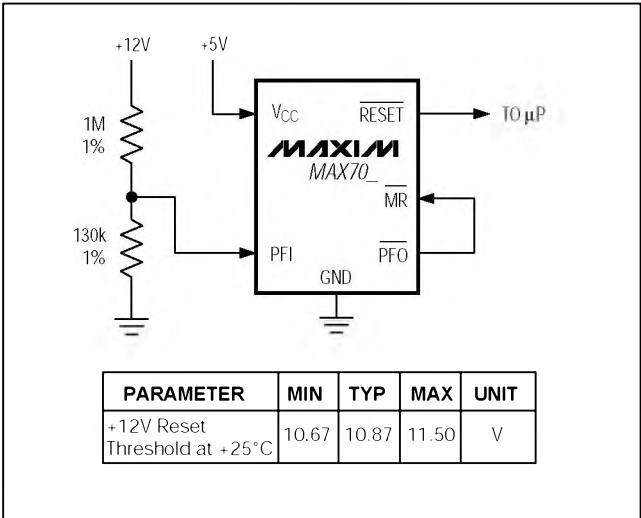 +12V
+5V
1M
1%
130k
1%
VCC
RESET
MAXIM
MAX70_
MR
PFI
PFO
GND
TO µP
PARAMETER MIN TYP MAX UNIT
+12V Reset
Threshold at +25°C 10.67 10.87 11.50 V